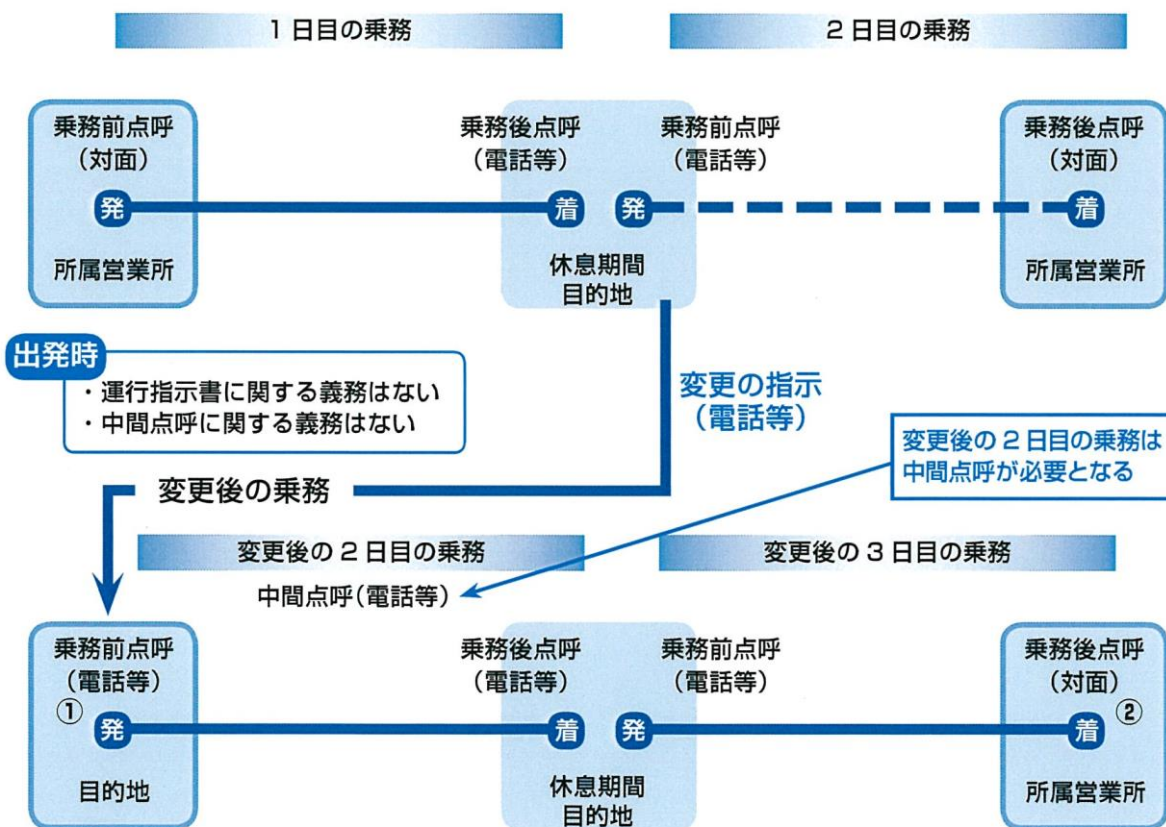 1日目の乗務
2日目の乗務
乗務前点呼
(対面)
発
所属営業所
乗務後点呼
(電話等)
着
乗務前点呼
(電話等)
発
休息期間
目的地
乗務後点呼
(対面)
着
所属営業所
出発時
・運行指示書に関する義務はない
・中間点呼に関する義務はない
変更の指示
(電話等)
変更後の2日目の乗務は
中間点呼が必要となる
変更後の乗務
変更後の2日目の乗務
変更後の3日目の乗務
中間点呼(電話等)
乗務前点呼
(電話等)
①
発
目的地
乗務後点呼
(電話等)
着
乗務前点呼
(電話等)
発
休息期間
目的地
乗務後点呼
(対面)
②
着
所属営業所